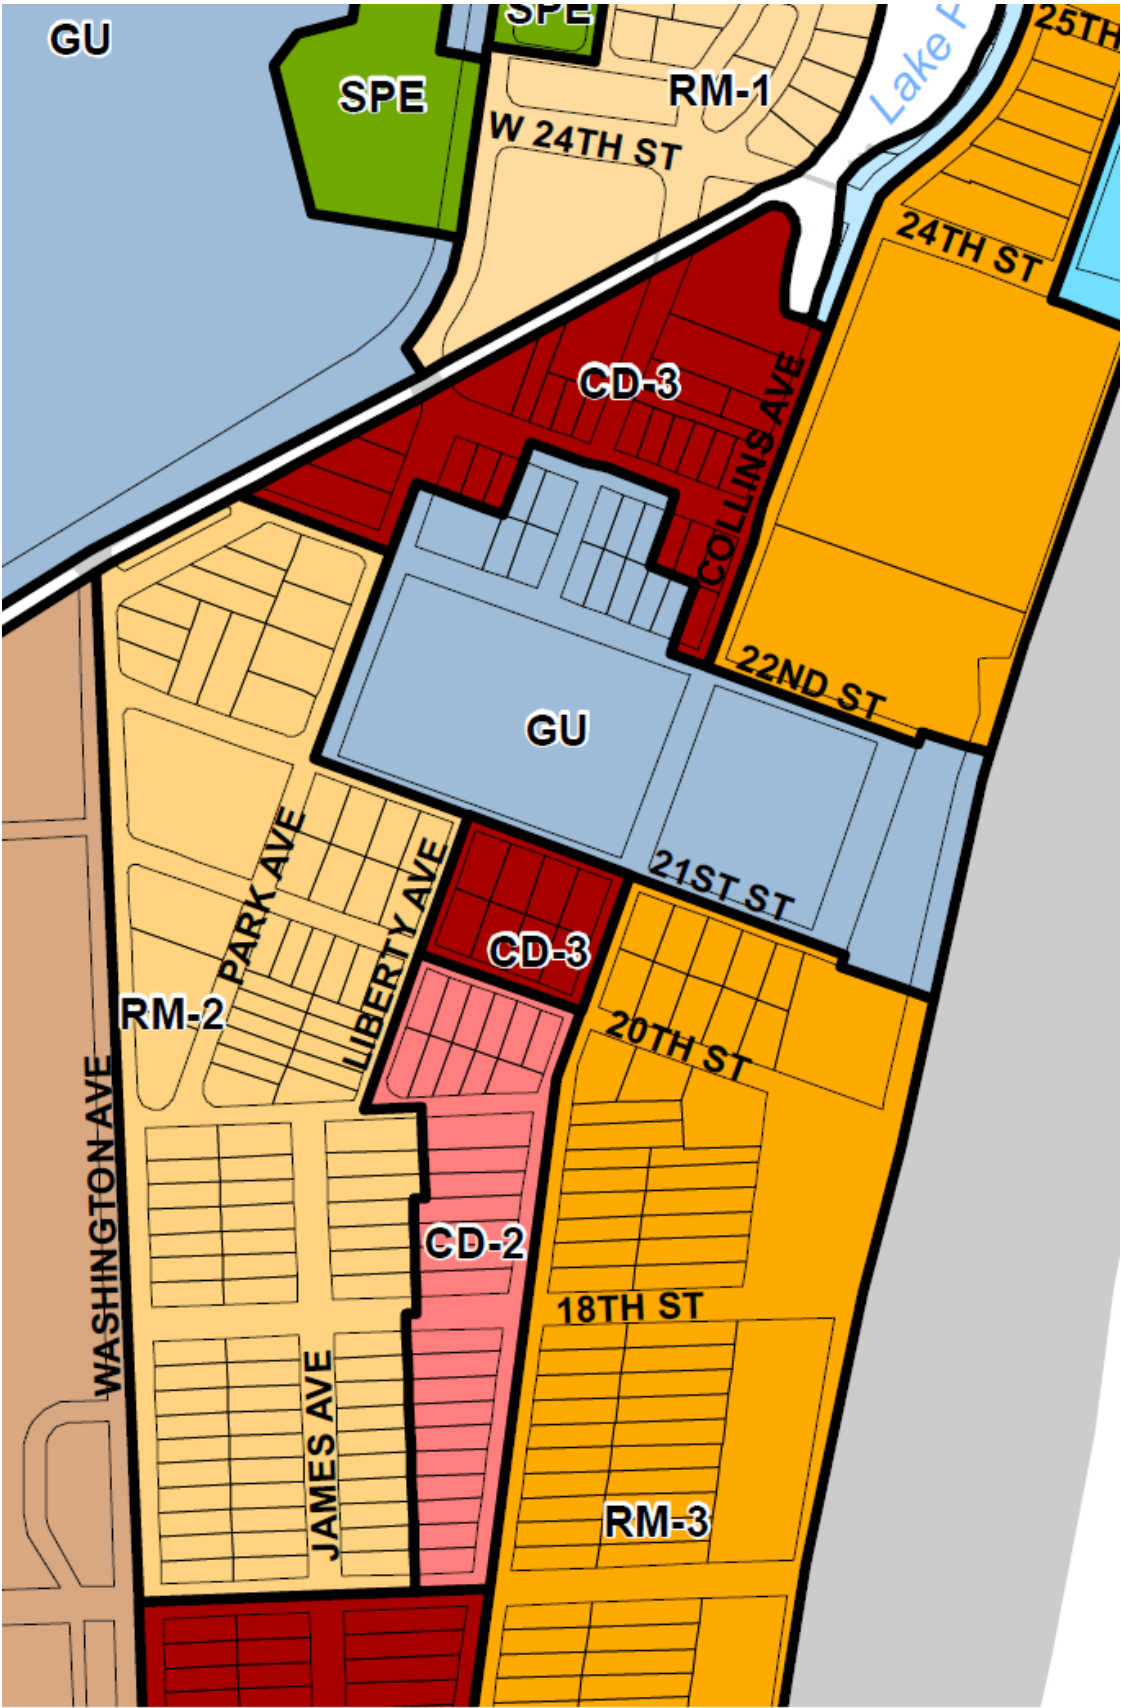 SPE
25TH
GU
SPE
RM-1
Lake
W 24TH ST
24TH ST
CD-3
COLLINS AVE
22ND ST
GU
21ST ST
PARK AVE
LIBERTY AVE
CD-3
RM-2
20TH ST
WASHINGTON AVE
CD-2
18TH ST
JAMES AVE
RM-3